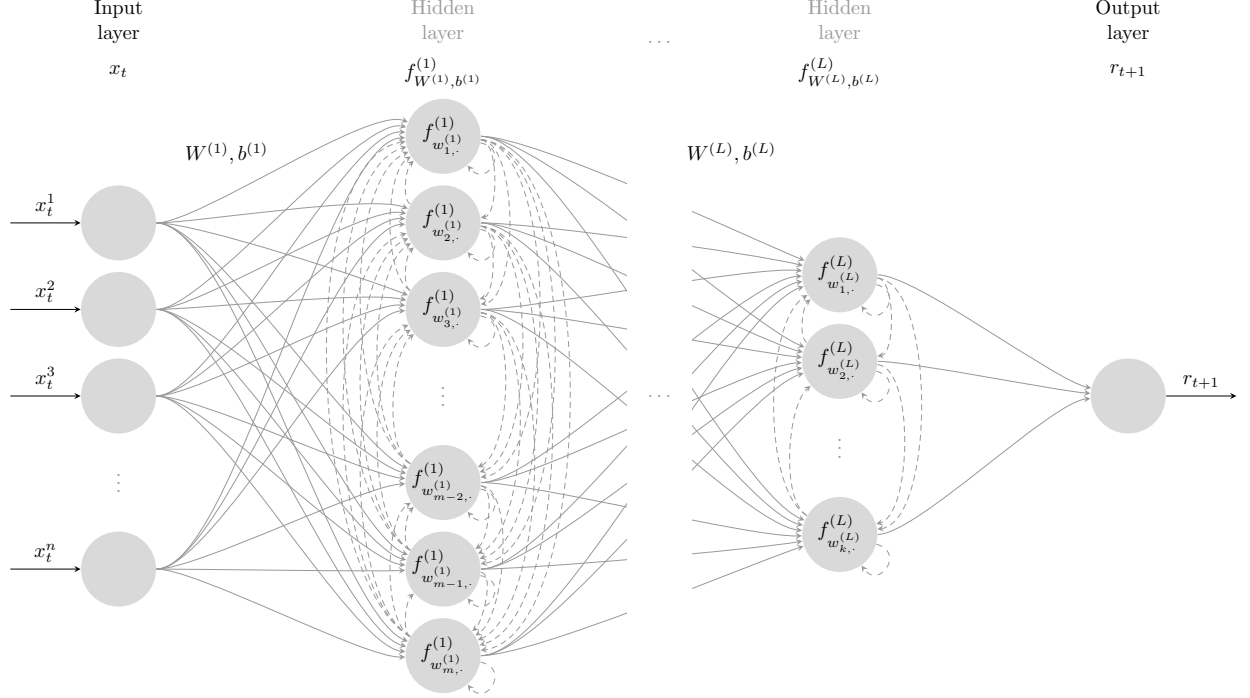 Input layer
Hidden layer
Hidden layer
Output layer
…
x_t
f^{(1)}_{W^{(1)},b^{(1)}}
f^{(L)}_{W^{(L)},b^{(L)}}
r_{t+1}
W^{(1)}, b^{(1)}
W^{(L)}, b^{(L)}
x_t^1
x_t^2
x_t^3
⋮
x_t^n
f^{(1)}_{w^{(1)}_{1,·}}
f^{(1)}_{w^{(1)}_{2,·}}
f^{(1)}_{w^{(1)}_{3,·}}
⋮
f^{(1)}_{w^{(1)}_{m-2,·}}
f^{(1)}_{w^{(1)}_{m-1,·}}
f^{(1)}_{w^{(1)}_{m,·}}
…
f^{(L)}_{w^{(L)}_{1,·}}
f^{(L)}_{w^{(L)}_{2,·}}
⋮
f^{(L)}_{w^{(L)}_{k,·}}
r_{t+1}